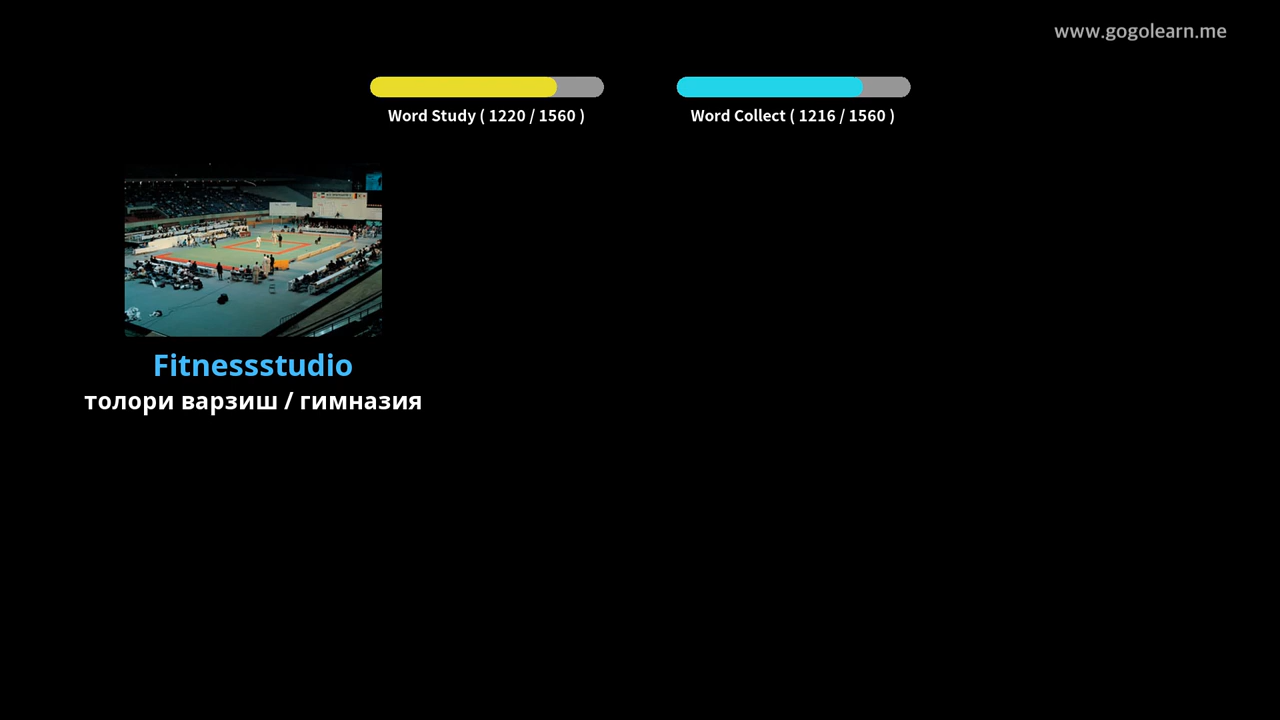 www.gogolearn.me
Word Study ( 1220 / 1560 )
Word Collect ( 1216 / 1560 )
Fitnessstudio
толори варзиш / гимназия